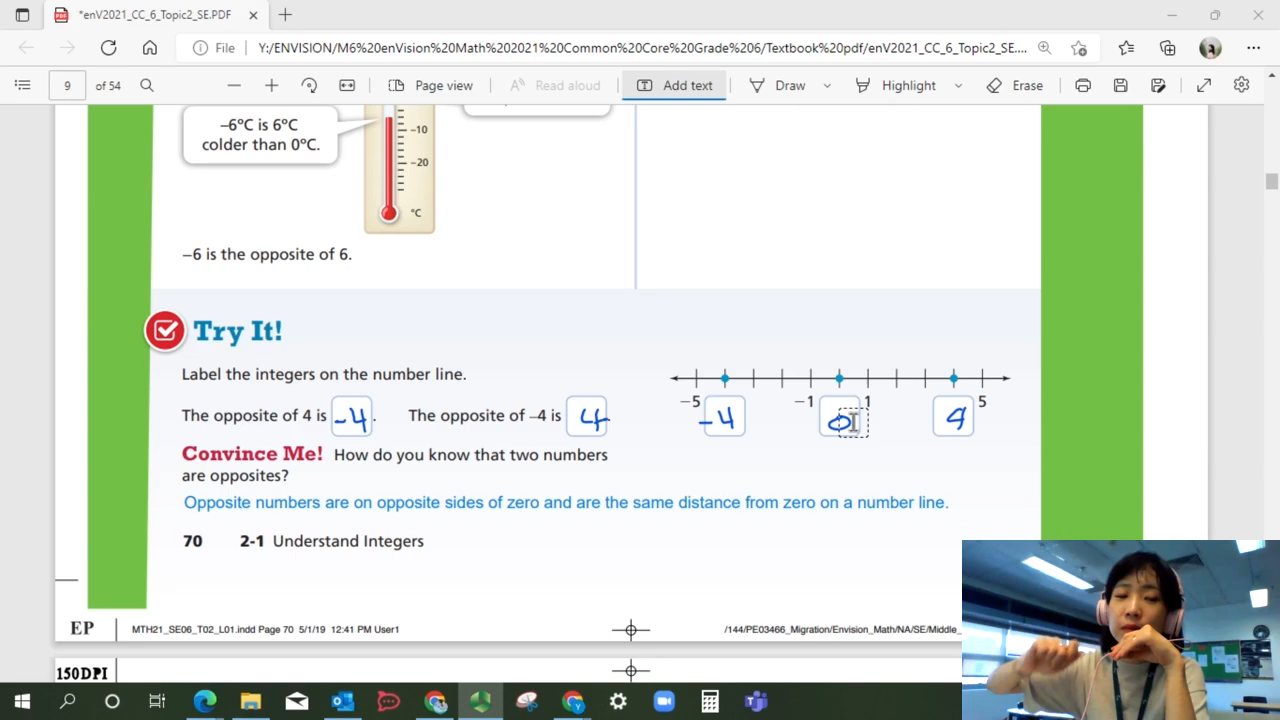 *enV2021_CC_6_Topic2_SE.PDF
File Y:/ENVISION/M6%20enVision%20Math%202021%20Common%20Core%20Grade%206/Textbook%20pdf/enV2021_CC_6_Topic2_SE....
9 of 54 Page view Read aloud Add text Draw Highlight Erase
–6°C is 6°C
colder than 0°C.
–10
–20
°C
–6 is the opposite of 6.
Try It!
Label the integers on the number line.
–5 –4 –1 0 1 4 5
The opposite of 4 is –4. The opposite of –4 is 4
Convince Me! How do you know that two numbers
are opposites?
Opposite numbers are on opposite sides of zero and are the same distance from zero on a number line.
70 2-1 Understand Integers
EP MTH21_SE06_T02_L01.indd Page 70 5/1/19 12:41 PM User1 /144/PE03466_Migration/Envision_Math/NA/SE/Middle_
150DPI